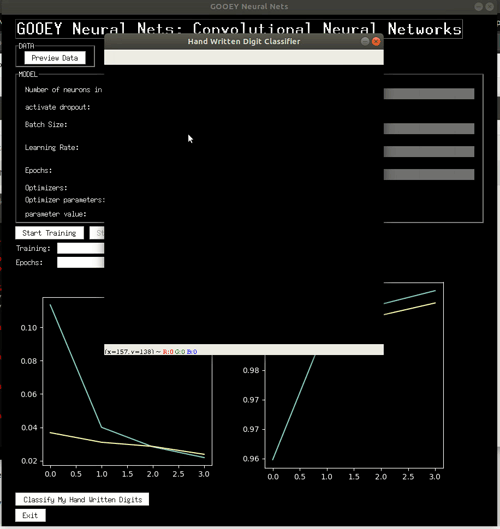 GOOEY Neural Nets
GOOEY Neural Nets: Convolutional Neural Networks
Hand Written Digit Classifier
DATA
Preview Data
MODEL
Number of neurons in
activate dropout:
Batch Size:
Learning Rate:
Epochs:
Optimizers:
Optimizer parameters:
parameter value:
Start Training
St
Training:
Epochs:
(x=157, y=138) ~ R:0 G:0 B:0
0.10
0.08
0.06
0.04
0.02
0.0 0.5 1.0 1.5 2.0 2.5 3.0
0.98
0.97
0.97
0.96
0.0 0.5 1.0 1.5 2.0 2.5 3.0
Classify My Hand Written Digits
Exit